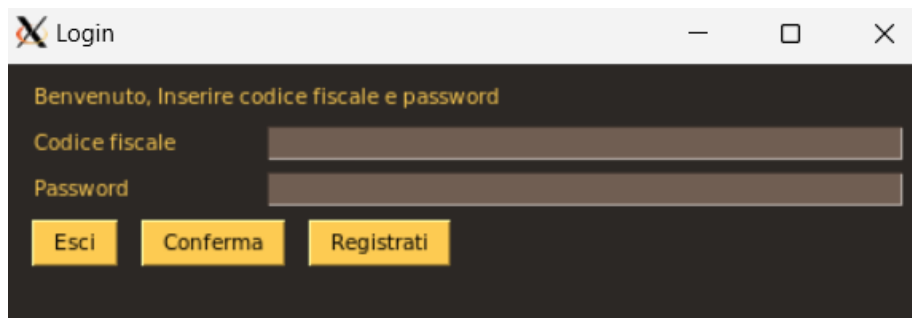 Login
Benvenuto, Inserire codice fiscale e password
Codice fiscale
Password
Esci Conferma Registrati